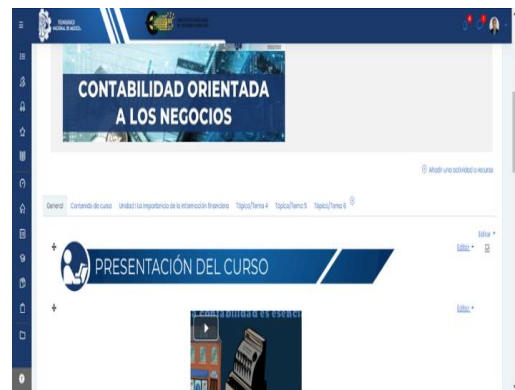 TECNOLÓGICO
NACIONAL DE MÉXICO
CONTABILIDAD ORIENTADA
A LOS NEGOCIOS
Añadir una actividad o recurso
General Contenido de curso Unidad I La importancia de la información financiera Tópico/Tema 4 Tópico/Tema 5 Tópico/Tema 6
Editar
Editar
PRESENTACIÓN DEL CURSO
Editar
a contabilidad es esenci